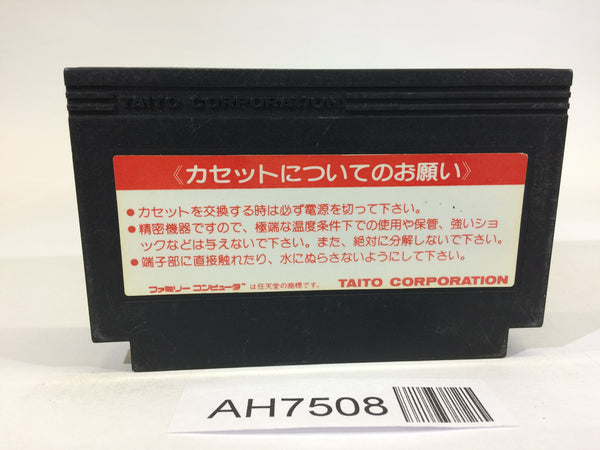 TAITO CORPORATION
《カセットについてのお願い》
●カセットを交換する時は必ず電源を切って下さい。
●精密機器ですので、極端な温度条件下での使用や保管、強いショ
ックなどは与えないで下さい。また、絶対に分解しないで下さい。
●端子部に直接触れたり、水にぬらさないようにして下さい。
ファミリーコンピュータ™は任天堂の商標です。 TAITO CORPORATION
AH7508